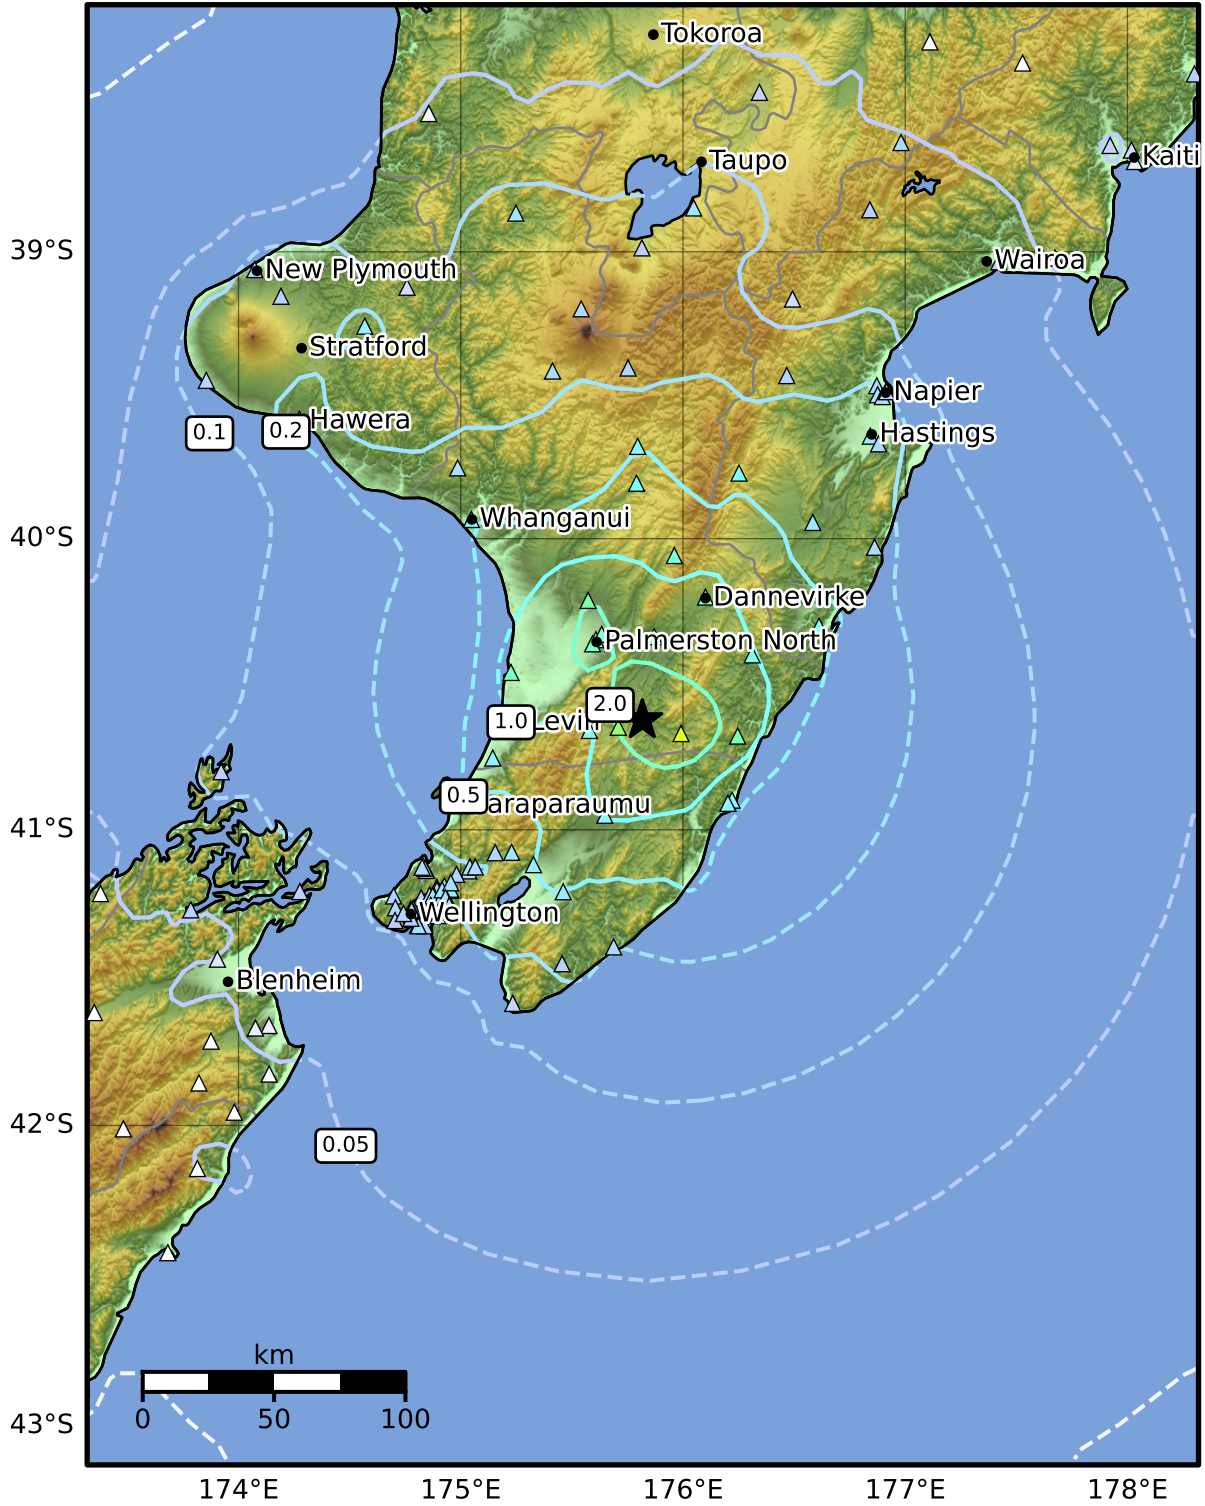 Tokoroa
Kaiti
Taupo
39°S
Wairoa
New Plymouth
Stratford
Napier
Hawera
0.1
0.2
Hastings
40°S
Whanganui
Dannevirke
Palmerston North
2.0
1.0
Levin
0.5
araparaumu
41°S
Wellington
Blenheim
42°S
0.05
km
0 50 100
43°S
174°E 175°E 176°E 177°E 178°E